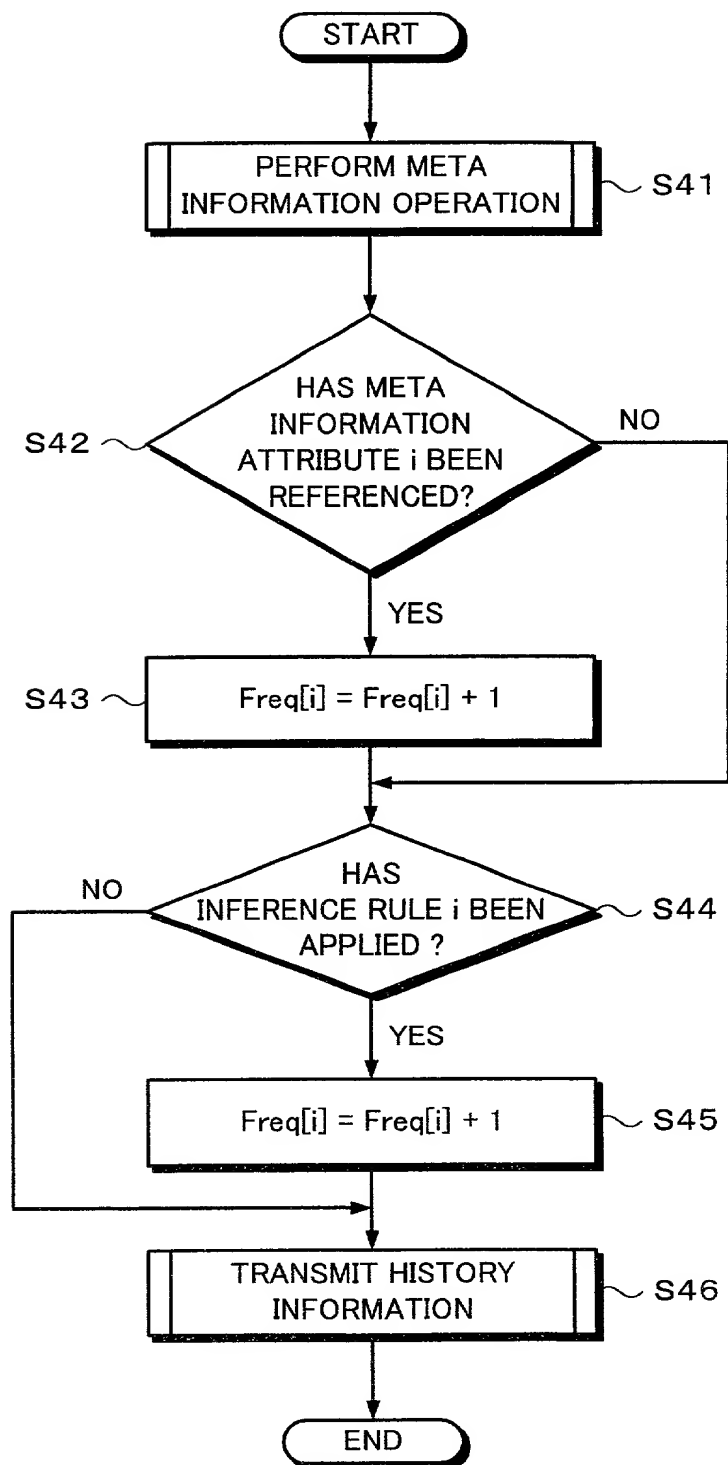 START
PERFORM META
INFORMATION OPERATION
S41
HAS META
INFORMATION
ATTRIBUTE i BEEN
REFERENCED?
S42
NO
YES
S43
Freq[i] = Freq[i] + 1
HAS
INFERENCE RULE i BEEN
APPLIED ?
NO
S44
YES
Freq[i] = Freq[i] + 1
S45
TRANSMIT HISTORY
INFORMATION
S46
END